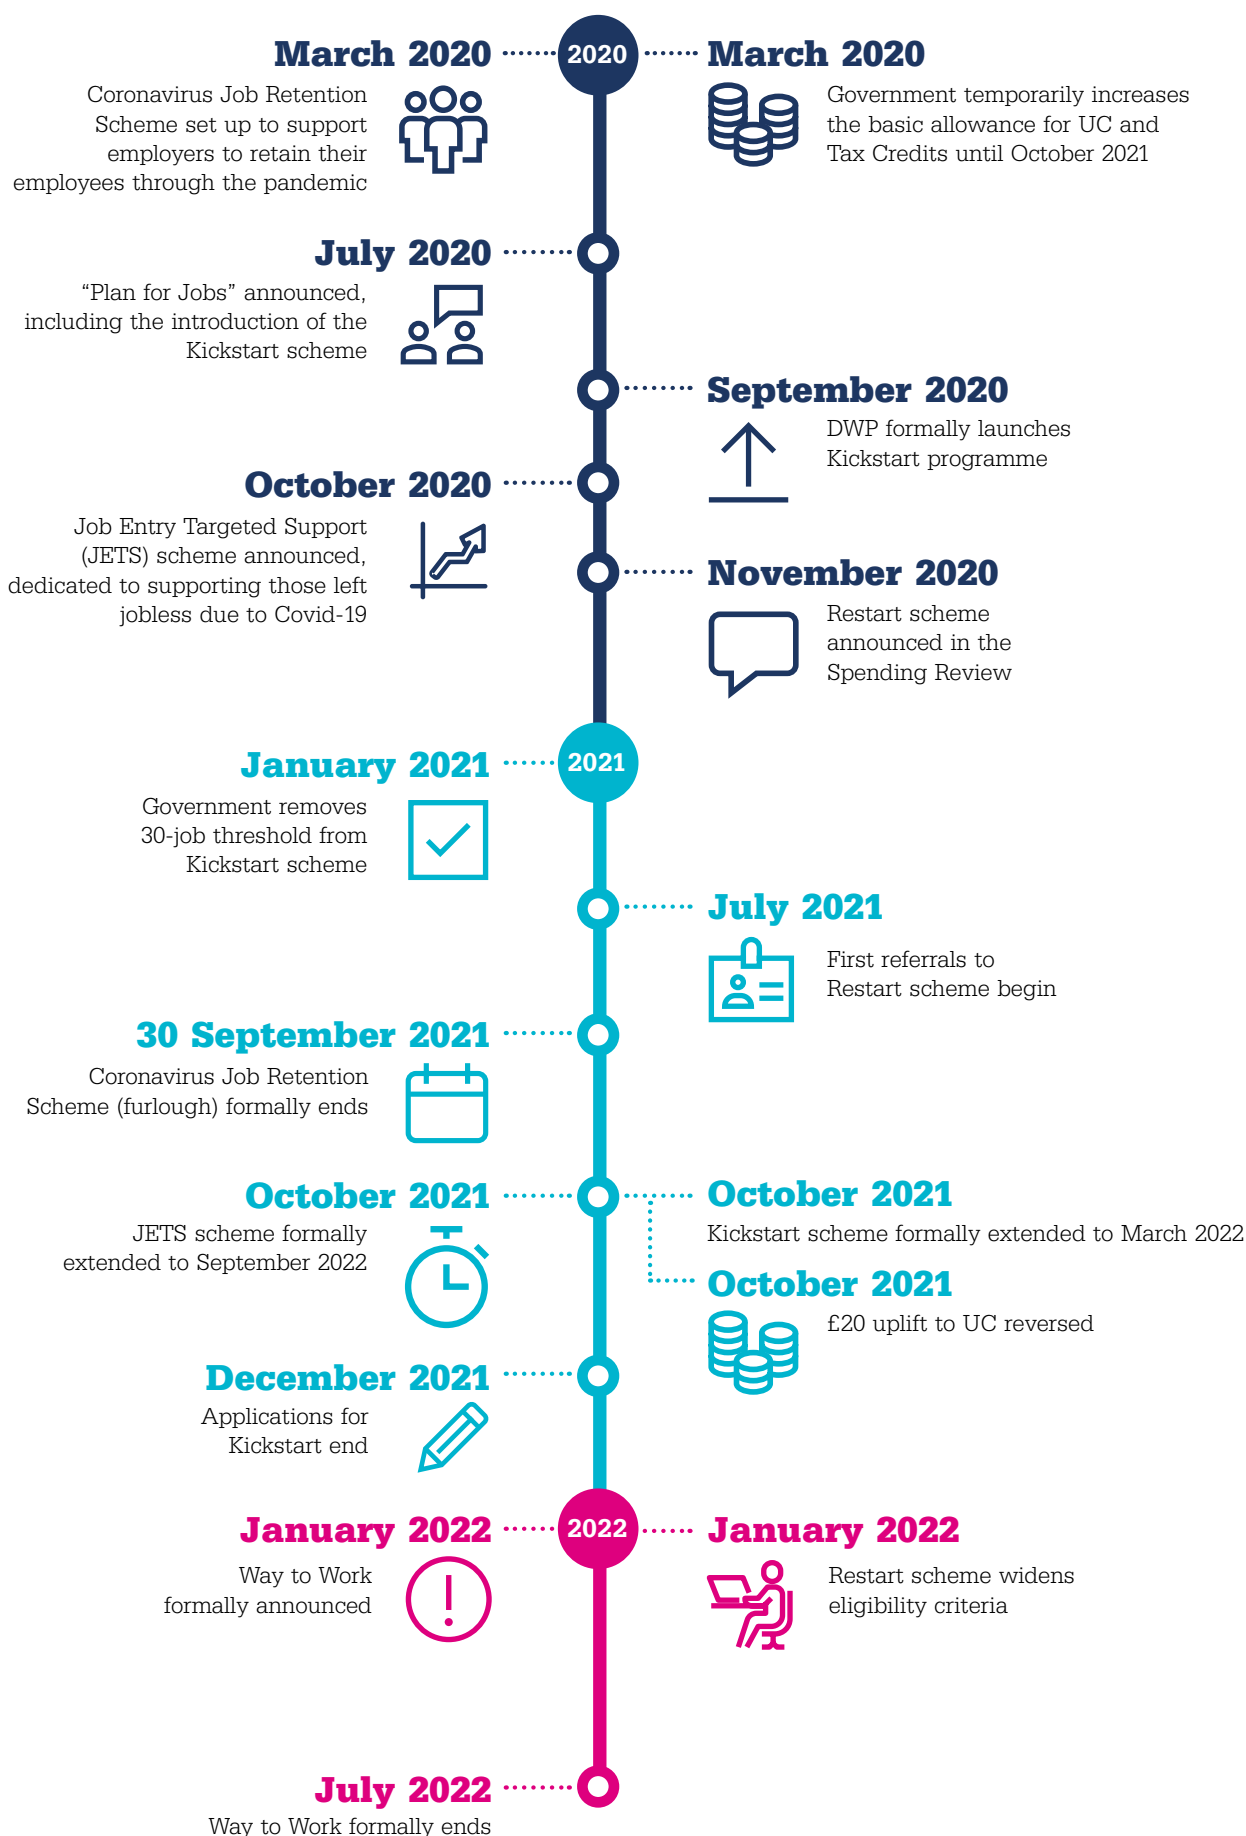 2020
March 2020
Coronavirus Job Retention
Scheme set up to support
employers to retain their
employees through the pandemic
March 2020
Government temporarily increases
the basic allowance for UC and
Tax Credits until October 2021
July 2020
“Plan for Jobs” announced,
including the introduction of the
Kickstart scheme
September 2020
DWP formally launches
Kickstart programme
October 2020
Job Entry Targeted Support
(JETS) scheme announced,
dedicated to supporting those left
jobless due to Covid-19
November 2020
Restart scheme
announced in the
Spending Review
2021
January 2021
Government removes
30-job threshold from
Kickstart scheme
July 2021
First referrals to
Restart scheme begin
30 September 2021
Coronavirus Job Retention
Scheme (furlough) formally ends
October 2021
JETS scheme formally
extended to September 2022
October 2021
Kickstart scheme formally extended to March 2022
October 2021
£20 uplift to UC reversed
December 2021
Applications for
Kickstart end
2022
January 2022
Way to Work
formally announced
January 2022
Restart scheme widens
eligibility criteria
July 2022
Way to Work formally ends